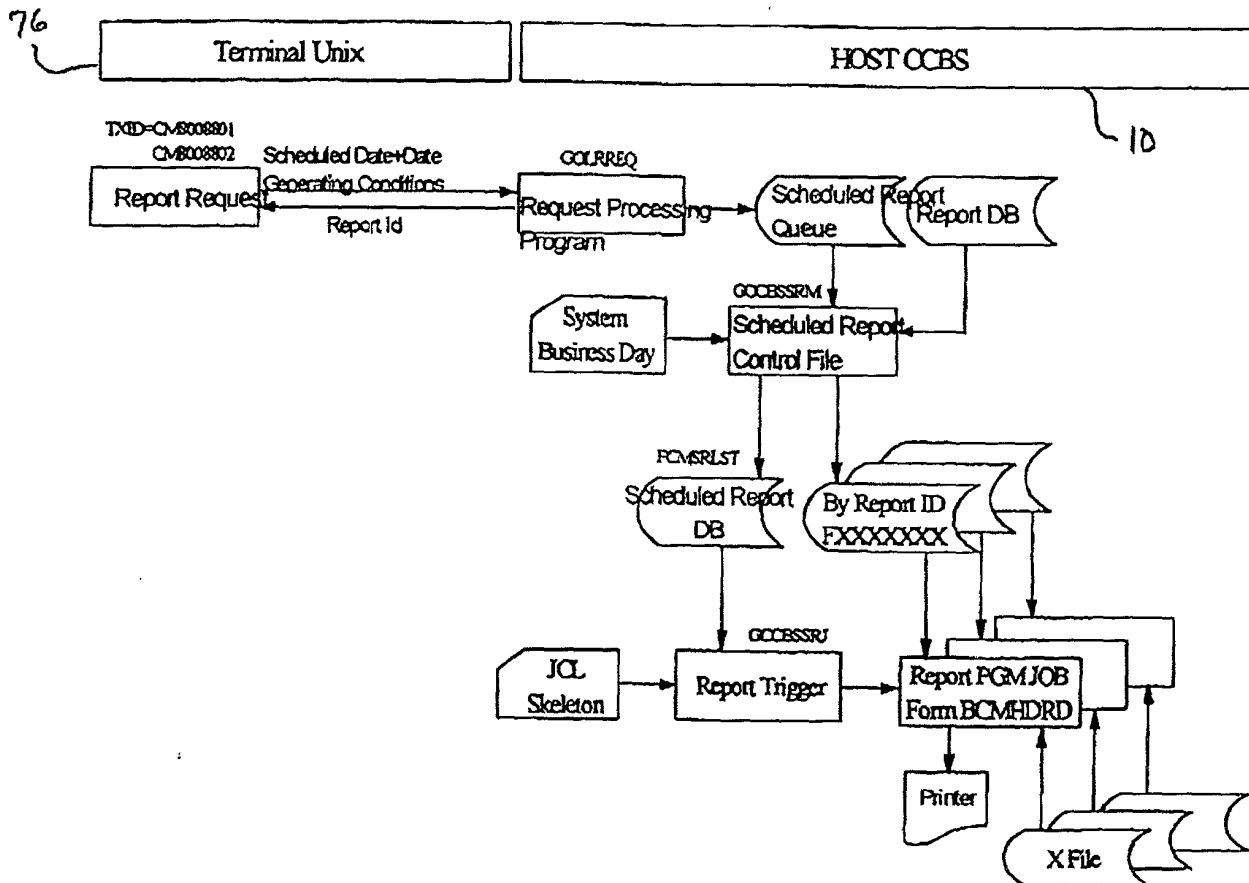 76
Terminal Unix
HOST CCBS
10
TXID=CMS008801
CMS008802
Scheduled Date+Date
Generating Conditions
Report Request
Report Id
GOLRREQ
Request Processing
Program
Scheduled Report
Queue
Report DB
GOCBSSRM
System
Business Day
Scheduled Report
Control File
FCMSRLST
Scheduled Report
DB
By Report ID
FXXXXXXX
GCCBSSRJ
JCL
Skeleton
Report Trigger
Report PGM JOB
Form BCMHDRD
Printer
X File